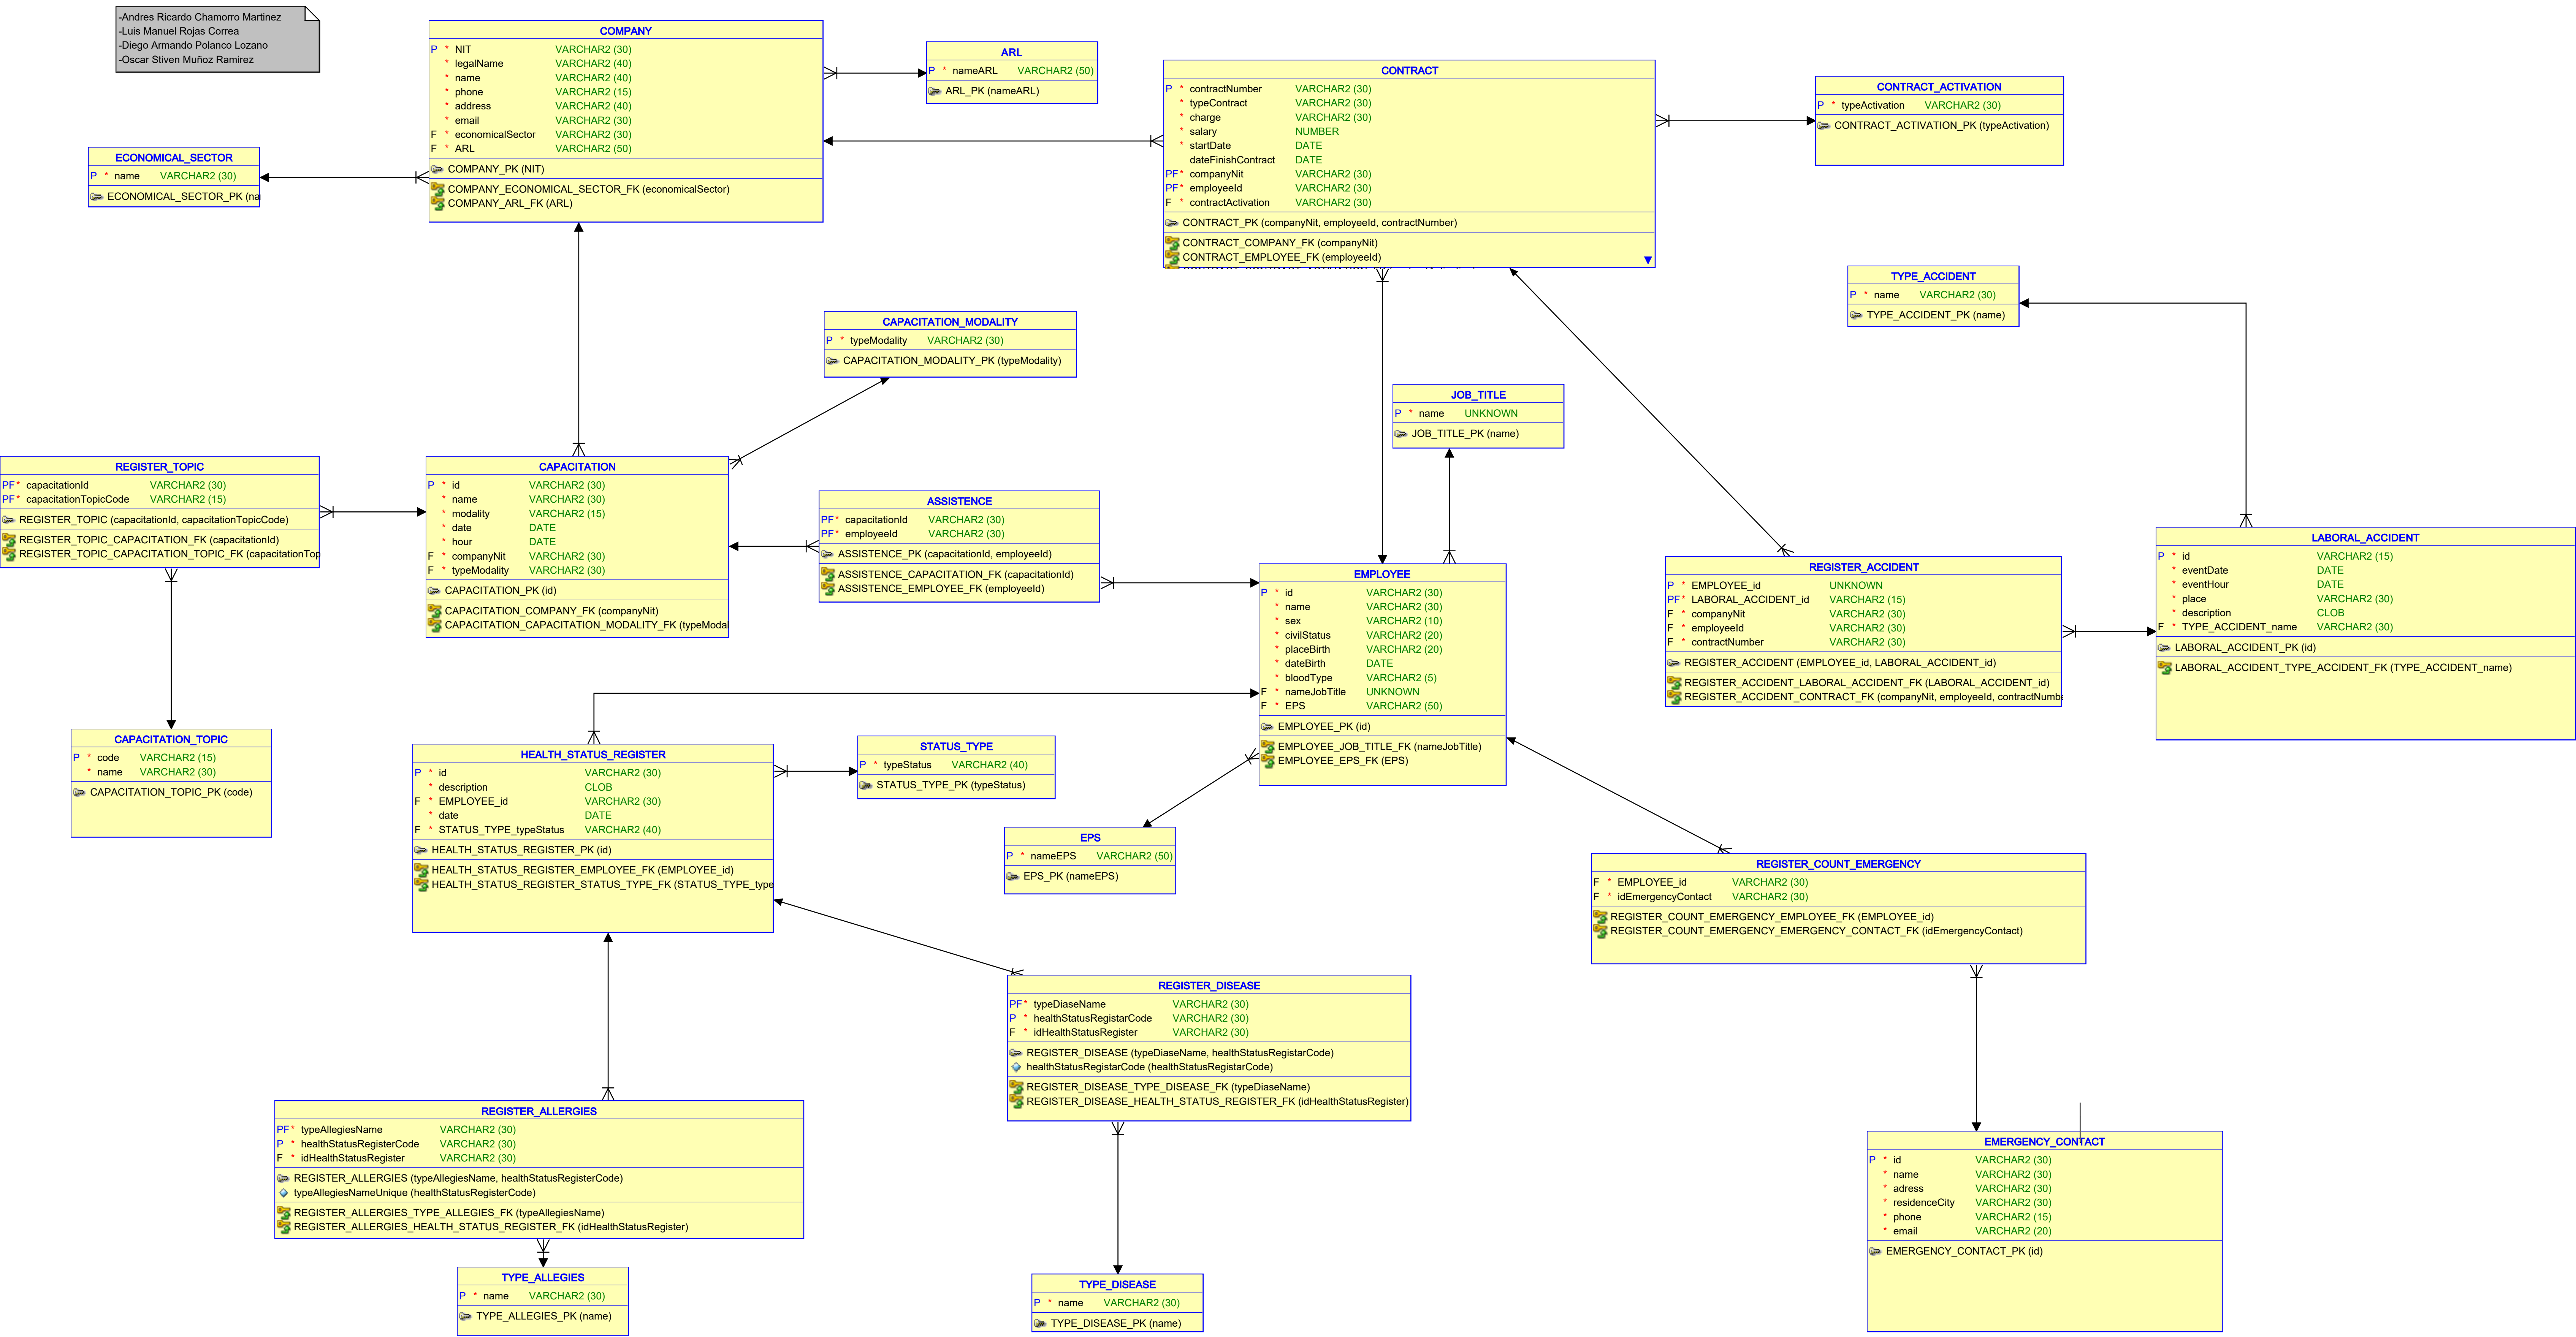 -Andres Ricardo Chamorro Martinez
-Luis Manuel Rojas Correa
-Diego Armando Polanco Lozano
-Oscar Stiven Muñoz Ramirez
COMPANY
P * NIT VARCHAR2 (30)
* legalName VARCHAR2 (40)
* name VARCHAR2 (40)
* phone VARCHAR2 (15)
* address VARCHAR2 (40)
* email VARCHAR2 (30)
F * economicalSector VARCHAR2 (30)
F * ARL VARCHAR2 (50)
COMPANY_PK (NIT)
COMPANY_ECONOMICAL_SECTOR_FK (economicalSector)
COMPANY_ARL_FK (ARL)
ARL
P * nameARL VARCHAR2 (50)
ARL_PK (nameARL)
CONTRACT
P * contractNumber VARCHAR2 (30)
* typeContract VARCHAR2 (30)
* charge VARCHAR2 (30)
* salary NUMBER
* startDate DATE
dateFinishContract DATE
PF* companyNit VARCHAR2 (30)
PF* employeeId VARCHAR2 (30)
F * contractActivation VARCHAR2 (30)
CONTRACT_PK (companyNit, employeeId, contractNumber)
CONTRACT_COMPANY_FK (companyNit)
CONTRACT_EMPLOYEE_FK (employeeId)
CONTRACT_ACTIVATION
P * typeActivation VARCHAR2 (30)
CONTRACT_ACTIVATION_PK (typeActivation)
ECONOMICAL_SECTOR
P * name VARCHAR2 (30)
ECONOMICAL_SECTOR_PK (na
TYPE_ACCIDENT
P * name VARCHAR2 (30)
TYPE_ACCIDENT_PK (name)
CAPACITATION_MODALITY
P * typeModality VARCHAR2 (30)
CAPACITATION_MODALITY_PK (typeModality)
JOB_TITLE
P * name UNKNOWN
JOB_TITLE_PK (name)
REGISTER_TOPIC
PF* capacitationId VARCHAR2 (30)
PF* capacitationTopicCode VARCHAR2 (15)
REGISTER_TOPIC (capacitationId, capacitationTopicCode)
REGISTER_TOPIC_CAPACITATION_FK (capacitationId)
REGISTER_TOPIC_CAPACITATION_TOPIC_FK (capacitationTop
CAPACITATION
P * id VARCHAR2 (30)
* name VARCHAR2 (30)
* modality VARCHAR2 (15)
* date DATE
* hour DATE
F * companyNit VARCHAR2 (30)
F * typeModality VARCHAR2 (30)
CAPACITATION_PK (id)
CAPACITATION_COMPANY_FK (companyNit)
CAPACITATION_CAPACITATION_MODALITY_FK (typeModal
ASSISTENCE
PF* capacitationId VARCHAR2 (30)
PF* employeeId VARCHAR2 (30)
ASSISTENCE_PK (capacitationId, employeeId)
ASSISTENCE_CAPACITATION_FK (capacitationId)
ASSISTENCE_EMPLOYEE_FK (employeeId)
EMPLOYEE
P * id VARCHAR2 (30)
* name VARCHAR2 (30)
* sex VARCHAR2 (10)
* civilStatus VARCHAR2 (20)
* placeBirth VARCHAR2 (20)
* dateBirth DATE
* bloodType VARCHAR2 (5)
F * nameJobTitle UNKNOWN
F * EPS VARCHAR2 (50)
EMPLOYEE_PK (id)
EMPLOYEE_JOB_TITLE_FK (nameJobTitle)
EMPLOYEE_EPS_FK (EPS)
REGISTER_ACCIDENT
P * EMPLOYEE_id UNKNOWN
PF* LABORAL_ACCIDENT_id VARCHAR2 (15)
F * companyNit VARCHAR2 (30)
F * employeeId VARCHAR2 (30)
F * contractNumber VARCHAR2 (30)
REGISTER_ACCIDENT (EMPLOYEE_id, LABORAL_ACCIDENT_id)
REGISTER_ACCIDENT_LABORAL_ACCIDENT_FK (LABORAL_ACCIDENT_id)
REGISTER_ACCIDENT_CONTRACT_FK (companyNit, employeeId, contractNumb
LABORAL_ACCIDENT
P * id VARCHAR2 (15)
* eventDate DATE
* eventHour DATE
* place VARCHAR2 (30)
* description CLOB
F * TYPE_ACCIDENT_name VARCHAR2 (30)
LABORAL_ACCIDENT_PK (id)
LABORAL_ACCIDENT_TYPE_ACCIDENT_FK (TYPE_ACCIDENT_name)
CAPACITATION_TOPIC
P * code VARCHAR2 (15)
* name VARCHAR2 (30)
CAPACITATION_TOPIC_PK (code)
HEALTH_STATUS_REGISTER
P * id VARCHAR2 (30)
* description CLOB
F * EMPLOYEE_id VARCHAR2 (30)
* date DATE
F * STATUS_TYPE_typeStatus VARCHAR2 (40)
HEALTH_STATUS_REGISTER_PK (id)
HEALTH_STATUS_REGISTER_EMPLOYEE_FK (EMPLOYEE_id)
HEALTH_STATUS_REGISTER_STATUS_TYPE_FK (STATUS_TYPE_type
STATUS_TYPE
P * typeStatus VARCHAR2 (40)
STATUS_TYPE_PK (typeStatus)
EPS
P * nameEPS VARCHAR2 (50)
EPS_PK (nameEPS)
REGISTER_COUNT_EMERGENCY
F * EMPLOYEE_id VARCHAR2 (30)
F * idEmergencyContact VARCHAR2 (30)
REGISTER_COUNT_EMERGENCY_EMPLOYEE_FK (EMPLOYEE_id)
REGISTER_COUNT_EMERGENCY_EMERGENCY_CONTACT_FK (idEmergencyContact)
REGISTER_DISEASE
PF* typeDiaseName VARCHAR2 (30)
P * healthStatusRegistarCode VARCHAR2 (30)
F * idHealthStatusRegister VARCHAR2 (30)
REGISTER_DISEASE (typeDiaseName, healthStatusRegistarCode)
healthStatusRegistarCode (healthStatusRegistarCode)
REGISTER_DISEASE_TYPE_DISEASE_FK (typeDiaseName)
REGISTER_DISEASE_HEALTH_STATUS_REGISTER_FK (idHealthStatusRegister)
REGISTER_ALLERGIES
PF* typeAllegiesName VARCHAR2 (30)
P * healthStatusRegisterCode VARCHAR2 (30)
F * idHealthStatusRegister VARCHAR2 (30)
REGISTER_ALLERGIES (typeAllegiesName, healthStatusRegisterCode)
typeAllegiesNameUnique (healthStatusRegisterCode)
REGISTER_ALLERGIES_TYPE_ALLEGIES_FK (typeAllegiesName)
REGISTER_ALLERGIES_HEALTH_STATUS_REGISTER_FK (idHealthStatusRegister)
EMERGENCY_CONTACT
P * id VARCHAR2 (30)
* name VARCHAR2 (30)
* adress VARCHAR2 (30)
* residenceCity VARCHAR2 (30)
* phone VARCHAR2 (15)
* email VARCHAR2 (20)
EMERGENCY_CONTACT_PK (id)
TYPE_ALLEGIES
P * name VARCHAR2 (30)
TYPE_ALLEGIES_PK (name)
TYPE_DISEASE
P * name VARCHAR2 (30)
TYPE_DISEASE_PK (name)